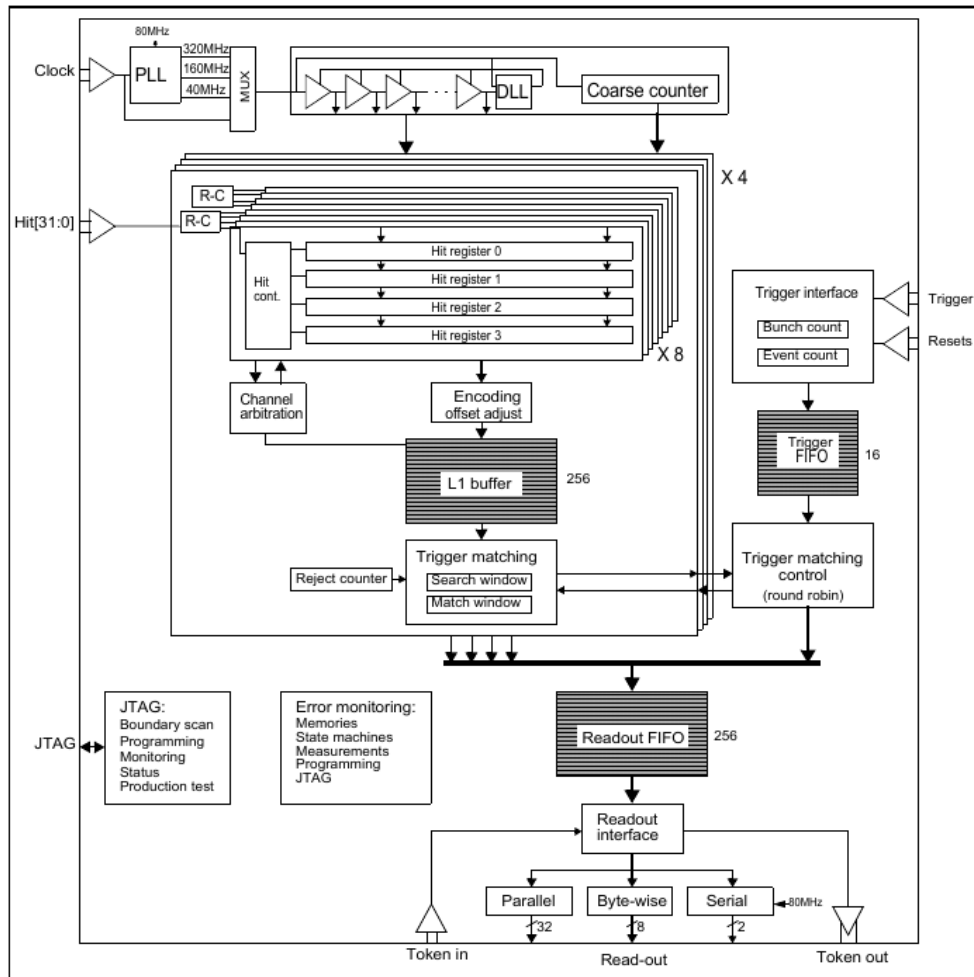 80MHz
320MHz
160MHz
40MHz
Clock
PLL
MUX
DLL
Coarse counter
X 4
R-C
Hit[31:0]
R-C
Hit register 0
Hit cont.
Hit register 1
Hit register 2
Hit register 3
X 8
Trigger interface
Bunch count
Event count
Trigger
Resets
Channel
arbitration
Encoding
offset adjust
Trigger
FIFO
16
L1 buffer
256
Trigger matching
Search window
Match window
Reject counter
Trigger matching
control
(round robin)
JTAG
JTAG:
Boundary scan
Programming
Monitoring
Status
Production test
Error monitoring:
Memories
State machines
Measurements
Programming
JTAG
Readout FIFO
256
Readout
interface
Parallel
Byte-wise
Serial
80MHz
32
8
2
Token in
Read-out
Token out